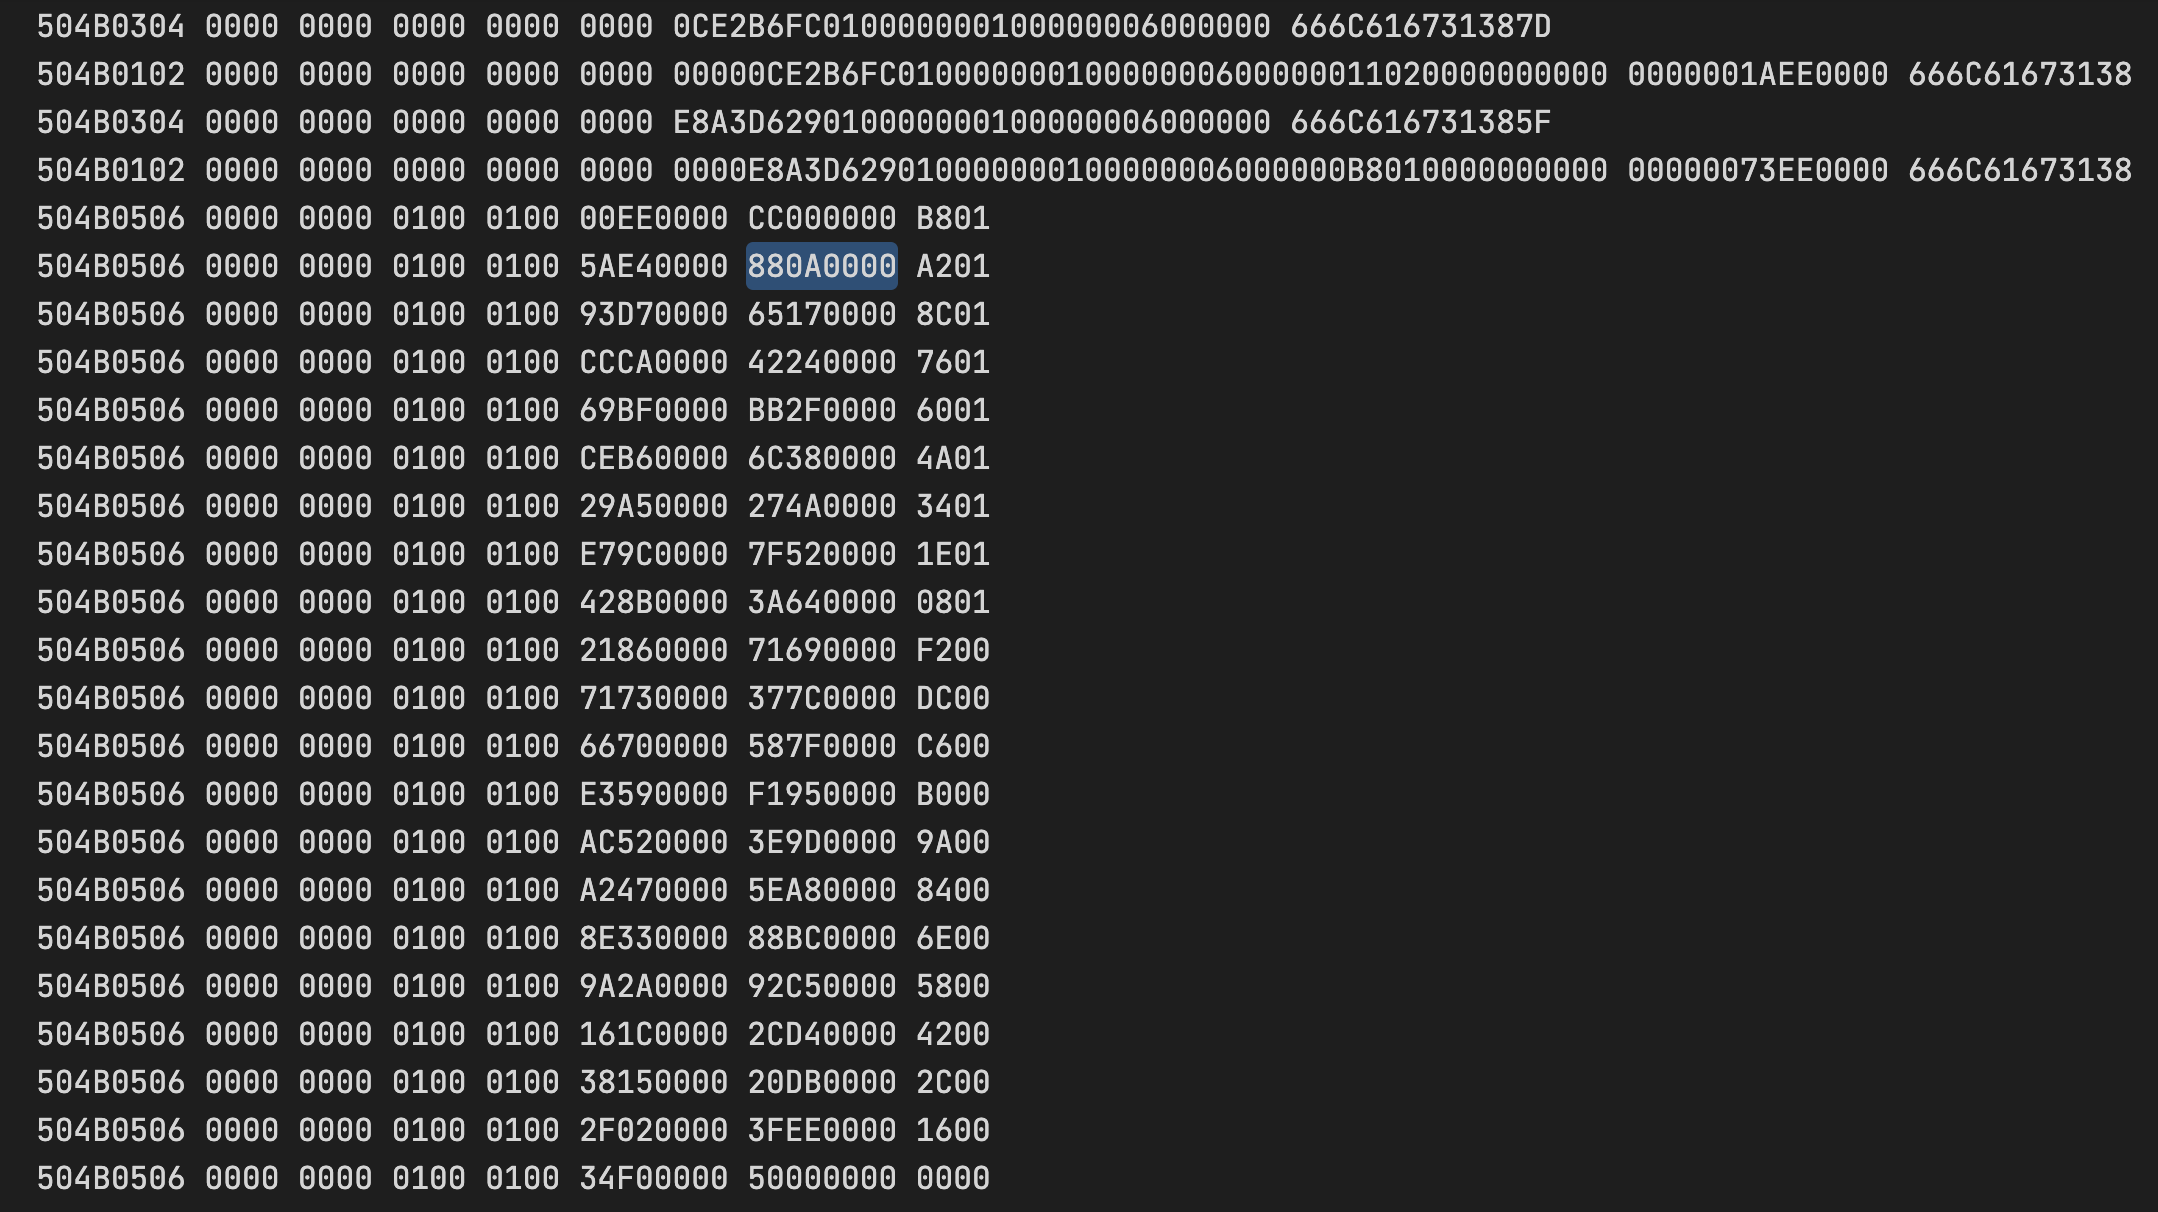 504B0304 0000 0000 0000 0000 0000 0CE2B6FC010000000100000006000000 666C616731387D
504B0102 0000 0000 0000 0000 0000 00000CE2B6FC01000000010000000600000011020000000000 0000001AEE0000 666C61673138
504B0304 0000 0000 0000 0000 0000 E8A3D629010000000100000006000000 666C616731385F
504B0102 0000 0000 0000 0000 0000 0000E8A3D629010000000100000006000000B8010000000000 00000073EE0000 666C61673138
504B0506 0000 0000 0100 0100 00EE0000 CC000000 B801
504B0506 0000 0000 0100 0100 5AE40000 880A0000 A201
504B0506 0000 0000 0100 0100 93D70000 65170000 8C01
504B0506 0000 0000 0100 0100 CCCA0000 42240000 7601
504B0506 0000 0000 0100 0100 69BF0000 BB2F0000 6001
504B0506 0000 0000 0100 0100 CEB60000 6C380000 4A01
504B0506 0000 0000 0100 0100 29A50000 274A0000 3401
504B0506 0000 0000 0100 0100 E79C0000 7F520000 1E01
504B0506 0000 0000 0100 0100 428B0000 3A640000 0801
504B0506 0000 0000 0100 0100 21860000 71690000 F200
504B0506 0000 0000 0100 0100 71730000 377C0000 DC00
504B0506 0000 0000 0100 0100 66700000 587F0000 C600
504B0506 0000 0000 0100 0100 E3590000 F1950000 B000
504B0506 0000 0000 0100 0100 AC520000 3E9D0000 9A00
504B0506 0000 0000 0100 0100 A2470000 5EA80000 8400
504B0506 0000 0000 0100 0100 8E330000 88BC0000 6E00
504B0506 0000 0000 0100 0100 9A2A0000 92C50000 5800
504B0506 0000 0000 0100 0100 161C0000 2CD40000 4200
504B0506 0000 0000 0100 0100 38150000 20DB0000 2C00
504B0506 0000 0000 0100 0100 2F020000 3FEE0000 1600
504B0506 0000 0000 0100 0100 34F00000 50000000 0000